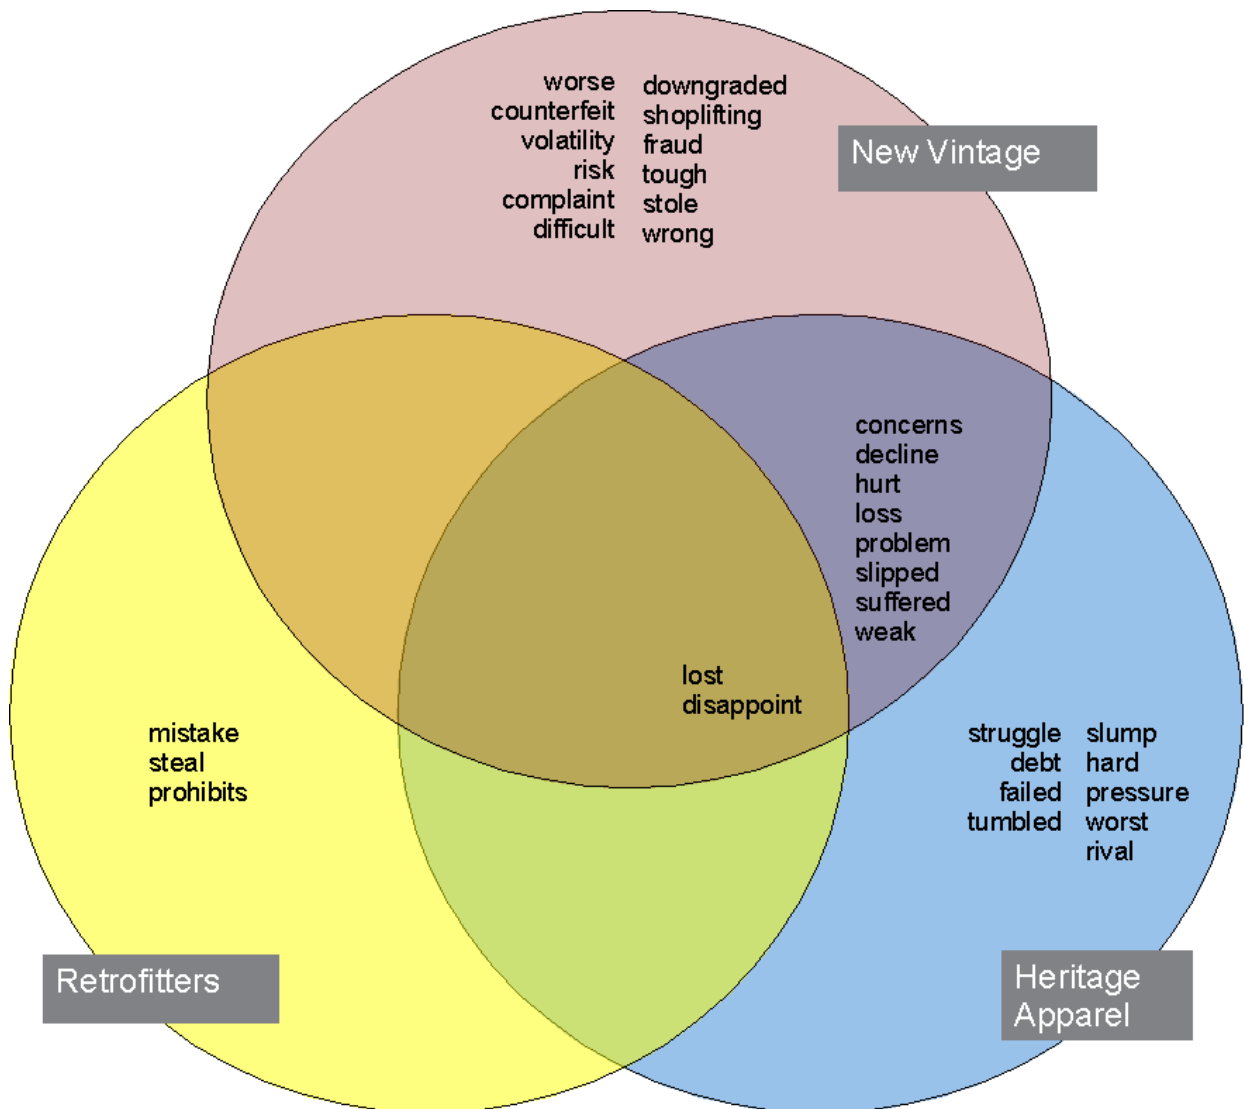 worse
counterfeit
volatility
risk
complaint
difficult
downgraded
shoplifting
fraud
tough
stole
wrong
New Vintage
concerns
decline
hurt
loss
problem
slipped
suffered
weak
lost
disappoint
mistake
steal
prohibits
struggle
debt
failed
tumbled
slump
hard
pressure
worst
rival
Retrofitters
Heritage
Apparel